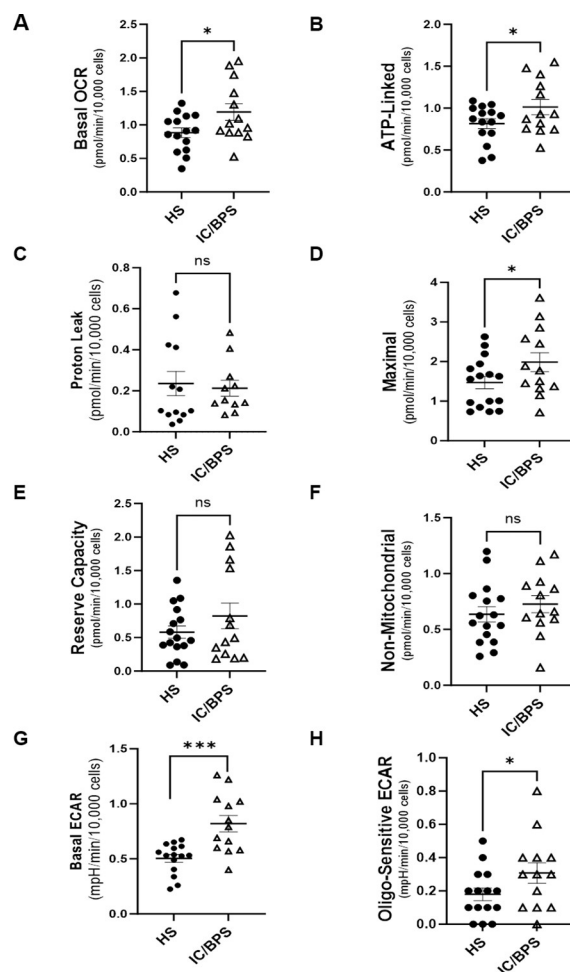 A
Basal OCR
(pmol/min/10,000 cells)
*
2.5
2.0
1.5
1.0
0.5
0.0
HS
IC/BPS
B
ATP-Linked
(pmol/min/10,000 cells)
*
2.0
1.5
1.0
0.5
0.0
HS
IC/BPS
C
Proton Leak
(pmol/min/10,000 cells)
ns
0.8
0.6
0.4
0.2
0.0
HS
IC/BPS
D
Maximal
(pmol/min/10,000 cells)
*
4
3
2
1
0
HS
IC/BPS
E
Reserve Capacity
(pmol/min/10,000 cells)
ns
2.5
2.0
1.5
1.0
0.5
0.0
HS
IC/BPS
F
Non-Mitochondrial
(pmol/min/10,000 cells)
ns
1.5
1.0
0.5
0.0
HS
IC/BPS
G
Basal ECAR
(mpH/min/10,000 cells)
***
1.5
1.0
0.5
0.0
HS
IC/BPS
H
Oligo-Sensitive ECAR
(mpH/min/10,000 cells)
*
1.0
0.8
0.6
0.4
0.2
0.0
HS
IC/BPS